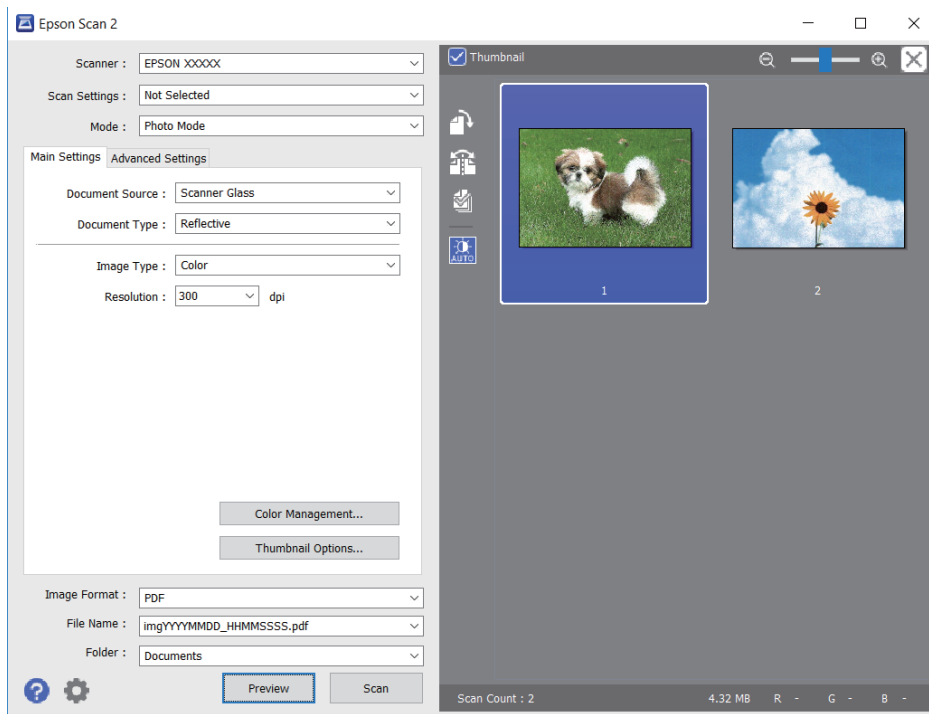 Epson Scan 2
Scanner : EPSON XXXXX
Scan Settings : Not Selected
Mode : Photo Mode
Main Settings Advanced Settings
Document Source : Scanner Glass
Document Type : Reflective
Image Type : Color
Resolution : 300 dpi
Color Management...
Thumbnail Options...
Image Format : PDF
File Name : imgYYYYMMDD_HHMMSSSS.pdf
Folder : Documents
? Preview Scan
Thumbnail
AUTO
1 2
Scan Count : 2 4.32 MB R - G - B -